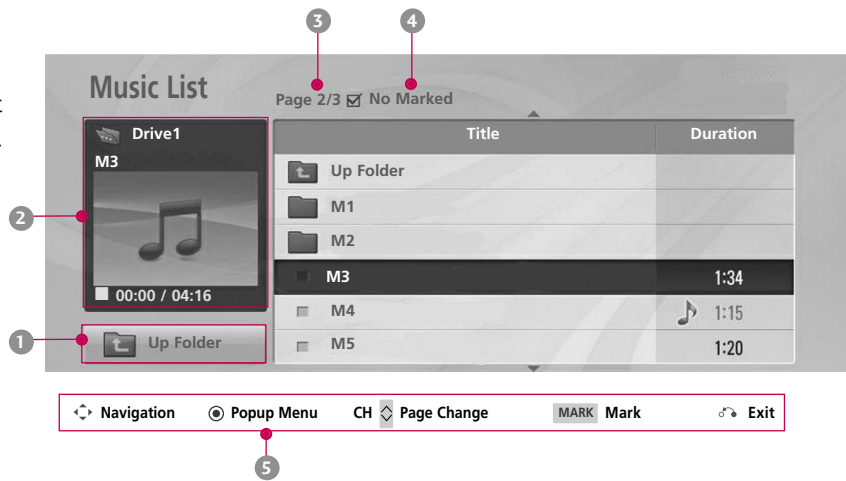 3 4
Music List
Page 2/3 No Marked
Drive1
M3
00:00 / 04:16
Up Folder
Title Duration
Up Folder
M1
M2
M3 1:34
M4 1:15
M5 1:20
2
1
Navigation Popup Menu CH Page Change MARK Mark Exit
5